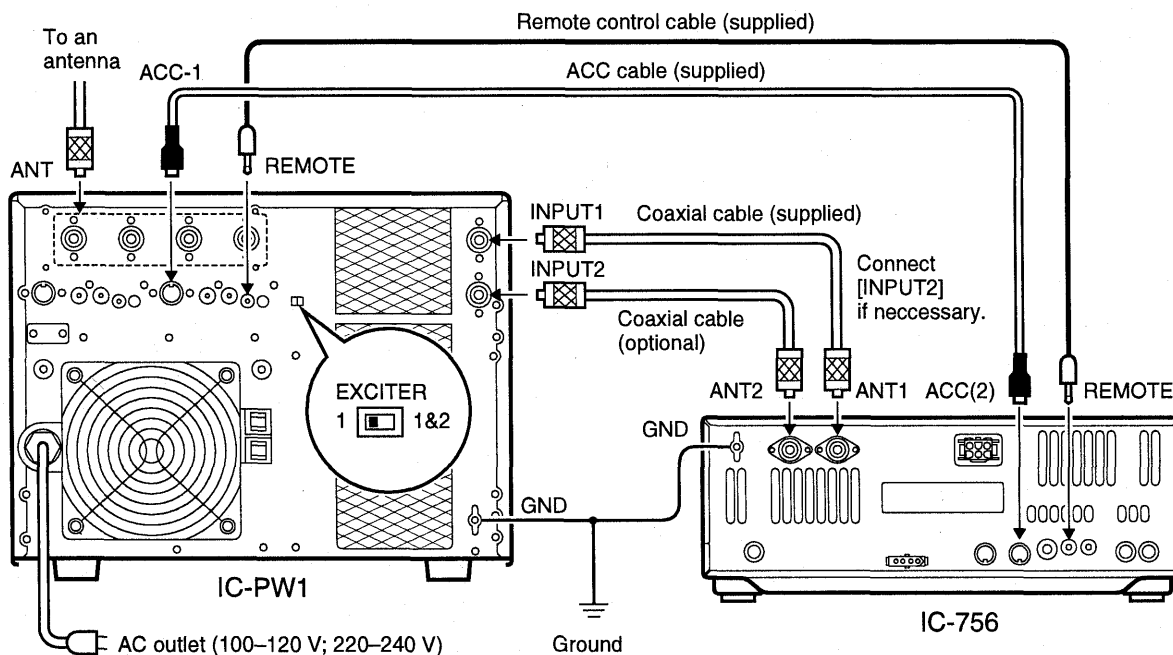 Remote control cable (supplied)
To an
antenna
ACC-1
ACC cable (supplied)
ANT
REMOTE
INPUT1
Coaxial cable (supplied)
INPUT2
Connect
[INPUT2]
if neccessary.
Coaxial cable
(optional)
EXCITER
1
1&2
ANT2
ANT1
ACC(2)
REMOTE
GND
GND
IC-PW1
IC-756
AC outlet (100–120 V; 220–240 V)
Ground